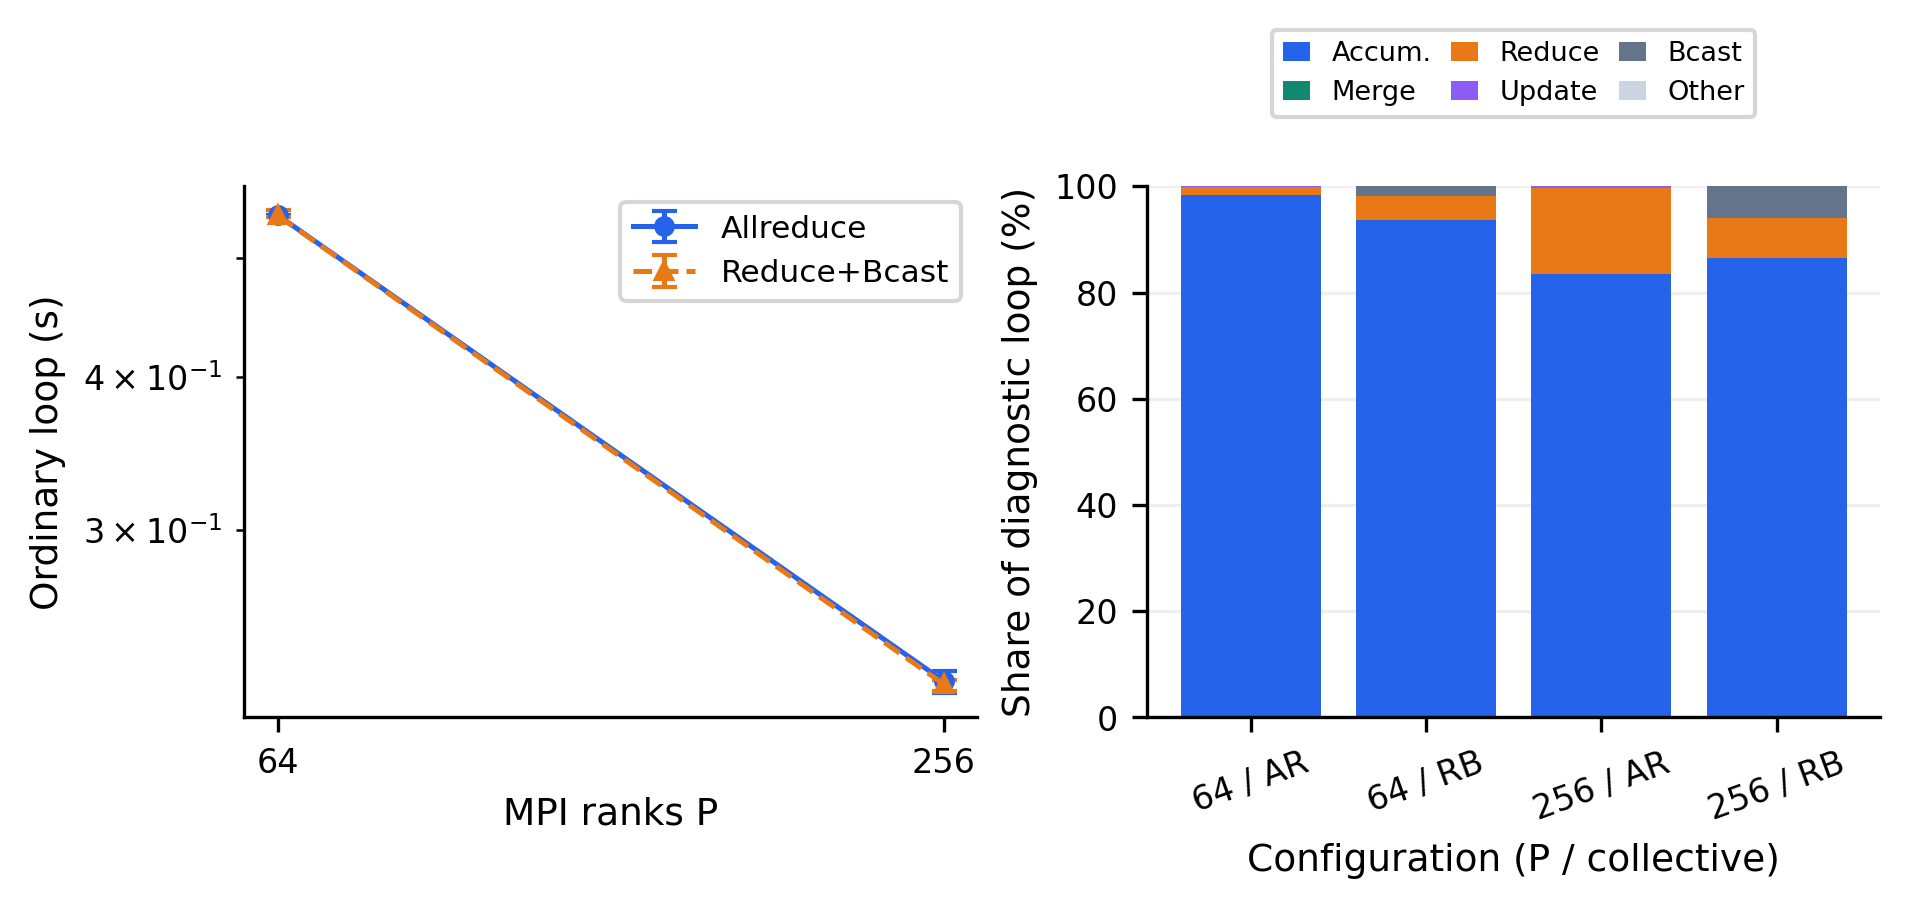 Ordinary loop (s)
4 × 10⁻¹
3 × 10⁻¹
Allreduce
Reduce+Bcast
64
256
MPI ranks P
Accum.
Reduce
Bcast
Merge
Update
Other
Share of diagnostic loop (%)
100
80
60
40
20
0
64 / AR
64 / RB
256 / AR
256 / RB
Configuration (P / collective)